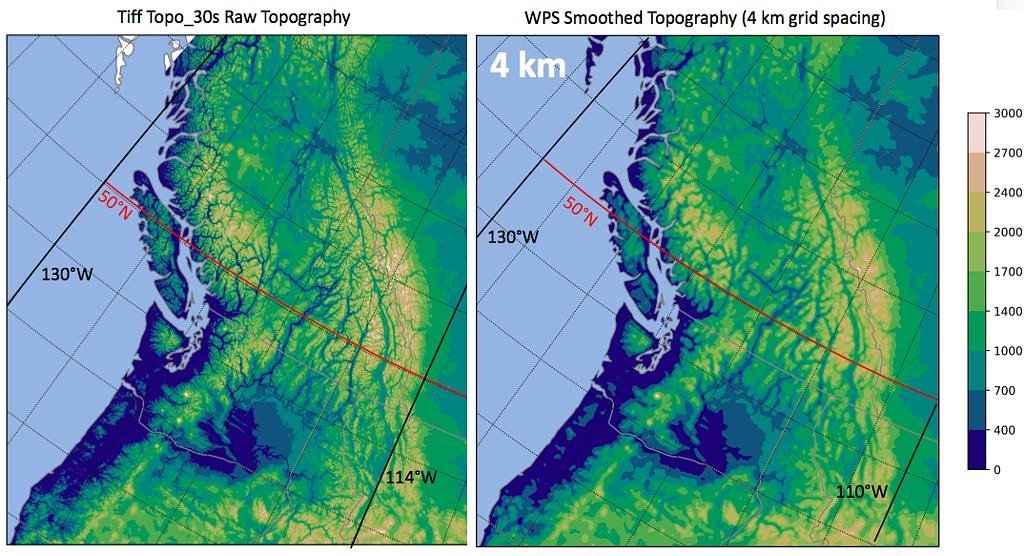 Tiff Topo_30s Raw Topography
WPS Smoothed Topography (4 km grid spacing)
4 km
50°N
130°W
114°W
50°N
130°W
110°W
3000
2700
2400
2000
1700
1400
1000
700
400
0